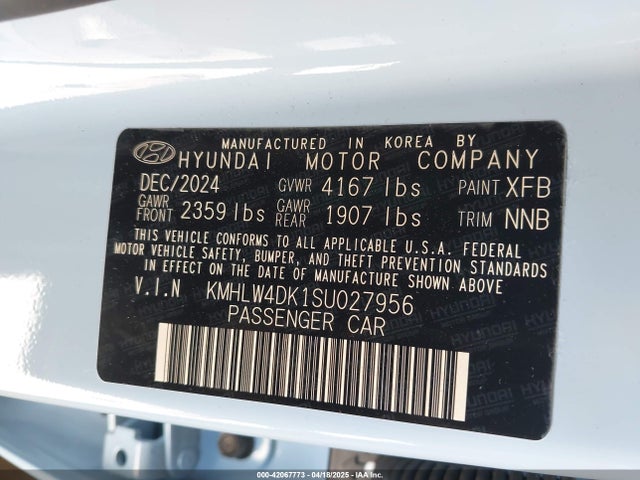 MANUFACTURED IN KOREA BY
HYUNDAI MOTOR COMPANY
DEC/2024 GVWR 4167 lbs PAINT XFB
GAWR FRONT 2359 lbs GAWR REAR 1907 lbs TRIM NNB
THIS VEHICLE CONFORMS TO ALL APPLICABLE U.S.A. FEDERAL
MOTOR VEHICLE SAFETY, BUMPER, AND THEFT PREVENTION STANDARDS
IN EFFECT ON THE DATE OF MANUFACTURE SHOWN ABOVE
V.I.N KMHLW4DK1SU027956
PASSENGER CAR
000-42067773 - 04/18/2025 - IAAI.COM